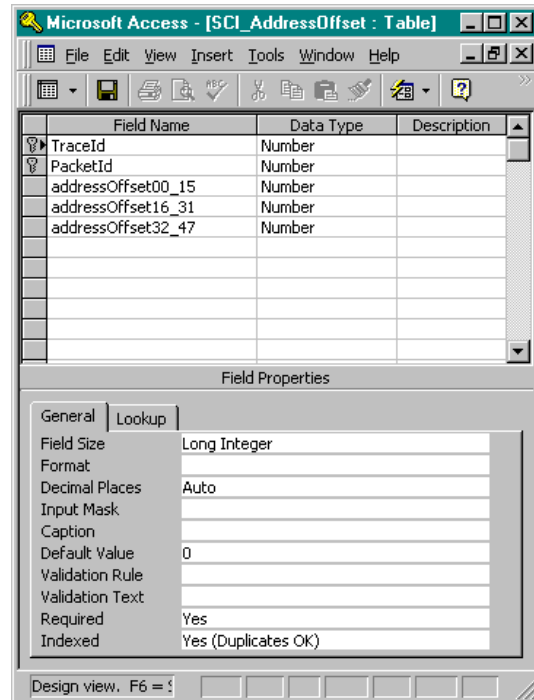 Microsoft Access - [SCI_AddressOffset : Table]
File Edit View Insert Tools Window Help
Field Name Data Type Description
TraceId Number
PacketId Number
addressOffset00_15 Number
addressOffset16_31 Number
addressOffset32_47 Number
Field Properties
General Lookup
Field Size Long Integer
Format
Decimal Places Auto
Input Mask
Caption
Default Value 0
Validation Rule
Validation Text
Required Yes
Indexed Yes (Duplicates OK)
Design view. F6 =